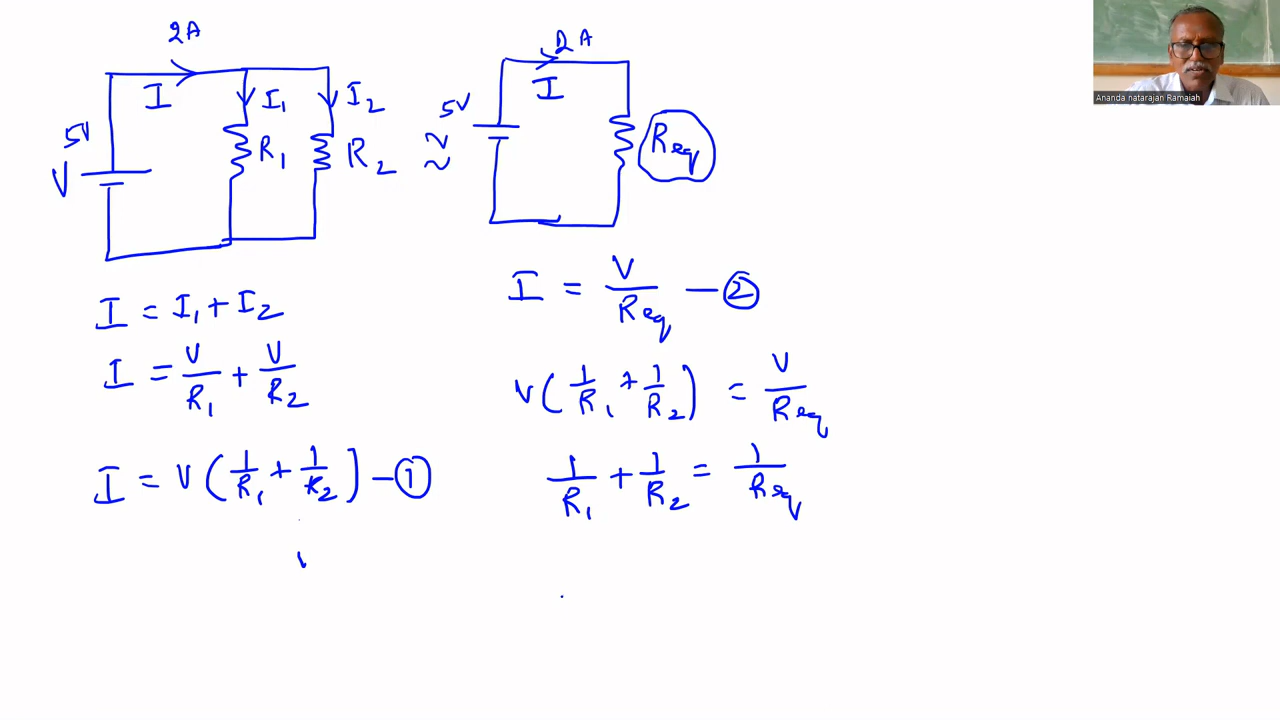 2A
I
I₁
I₂
5V
V
R₁
R₂
≈
2A
I
5V
Req
I = I₁ + I₂
I = V/R₁ + V/R₂
I = V(1/R₁ + 1/R₂) — ①
I = V/Req — ②
V(1/R₁ + 1/R₂) = V/Req
1/R₁ + 1/R₂ = 1/Req
Ananda natarajan Ramaiah